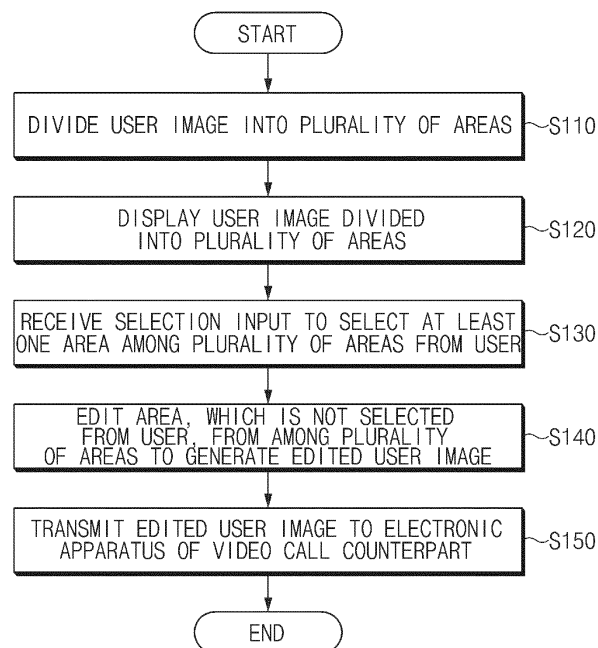 START
DIVIDE USER IMAGE INTO PLURALITY OF AREAS
S110
DISPLAY USER IMAGE DIVIDED
INTO PLURALITY OF AREAS
S120
RECEIVE SELECTION INPUT TO SELECT AT LEAST
ONE AREA AMONG PLURALITY OF AREAS FROM USER
S130
EDIT AREA, WHICH IS NOT SELECTED
FROM USER, FROM AMONG PLURALITY
OF AREAS TO GENERATE EDITED USER IMAGE
S140
TRANSMIT EDITED USER IMAGE TO ELECTRONIC
APPARATUS OF VIDEO CALL COUNTERPART
S150
END